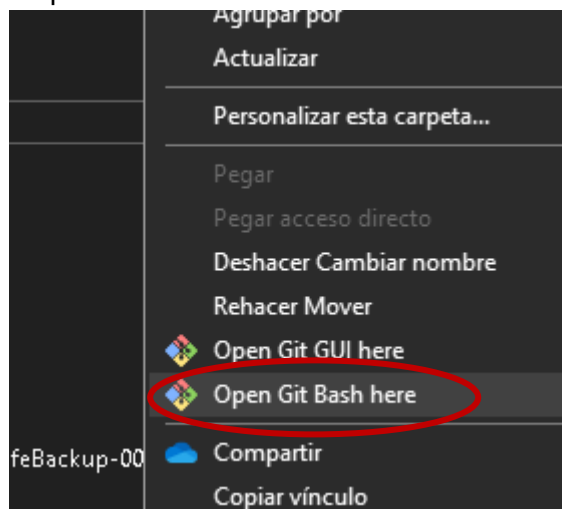 Agrupar por
Actualizar
Personalizar esta carpeta...
Pegar
Pegar acceso directo
Deshacer Cambiar nombre
Rehacer Mover
Open Git GUI here
Open Git Bash here
feBackup-00
Compartir
Copiar vínculo